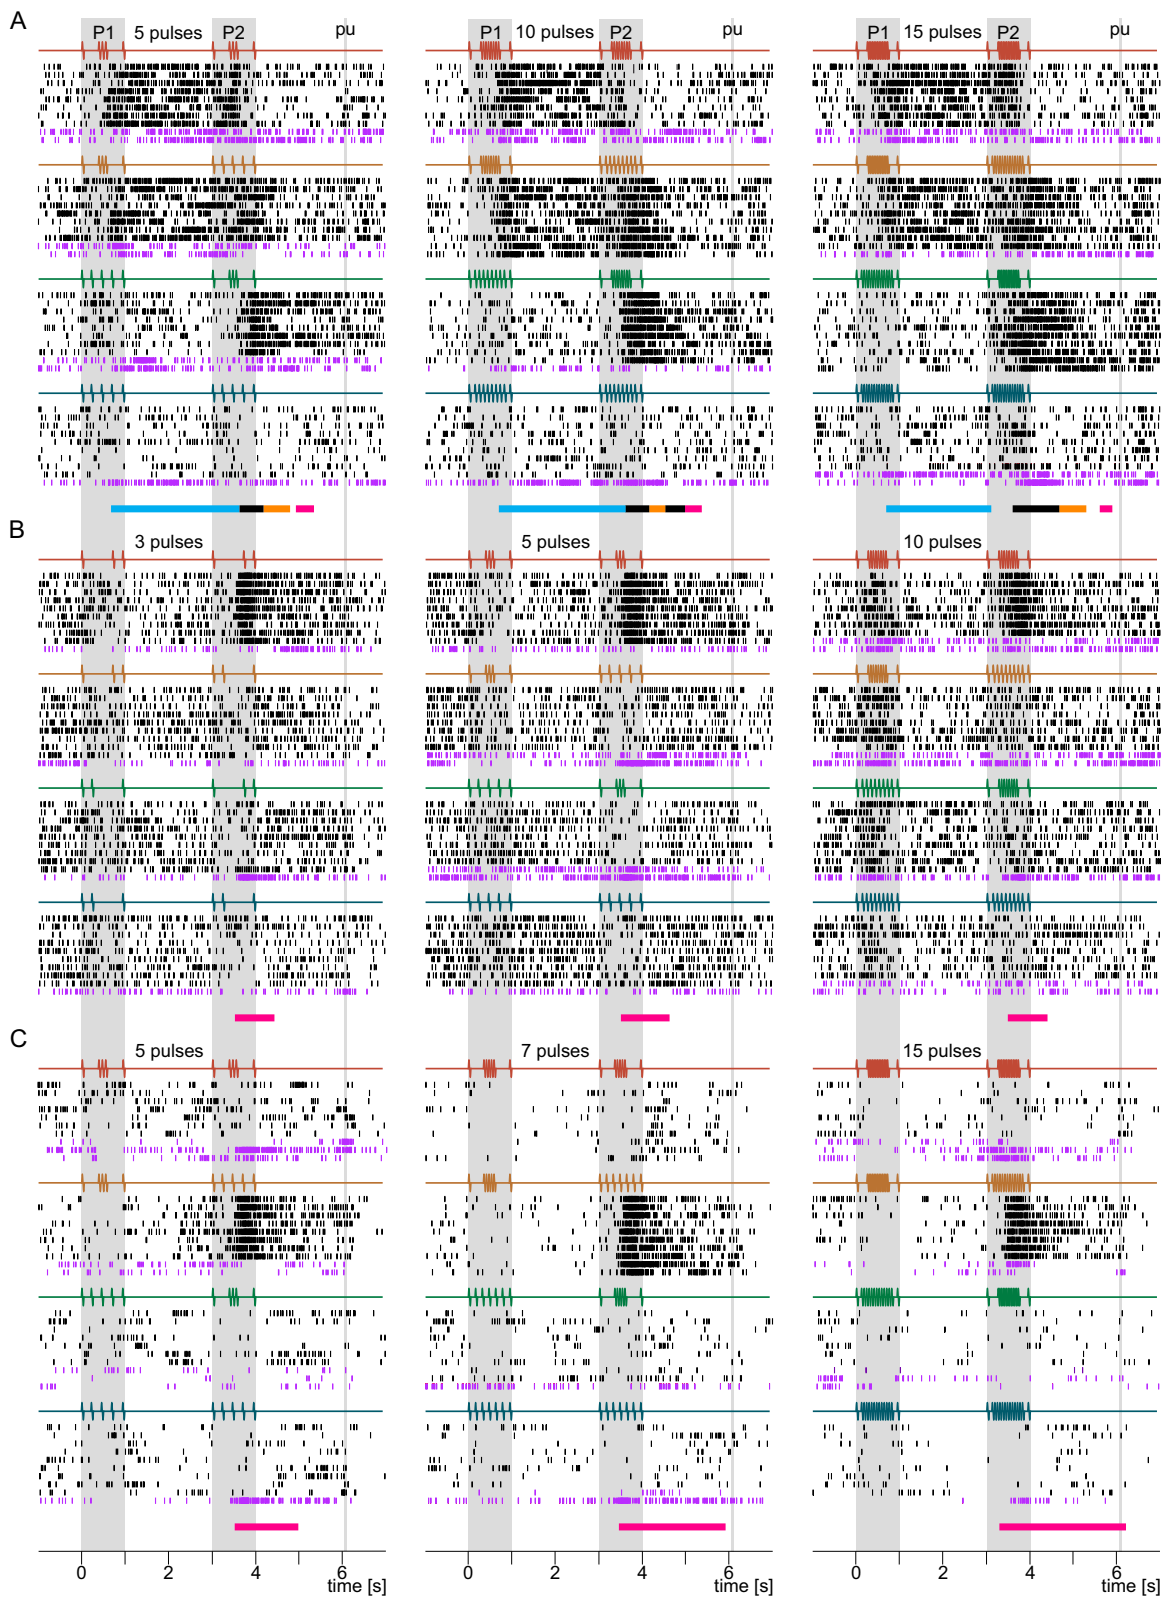 A
P1 5 pulses P2 pu
P1 10 pulses P2 pu
P1 15 pulses P2 pu
B
3 pulses 5 pulses 10 pulses
C
5 pulses 7 pulses 15 pulses
0 2 4 6
time [s]
0 2 4 6
time [s]
0 2 4 6
time [s]